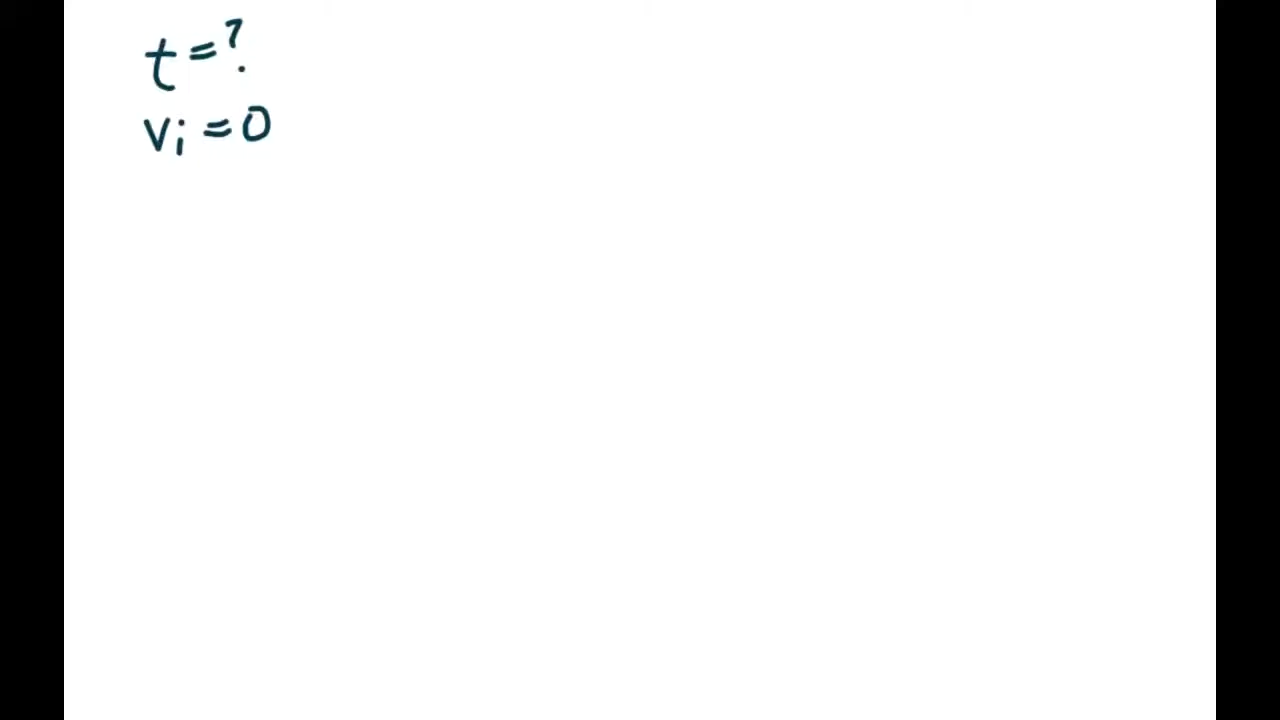 t = ?
vi = 0